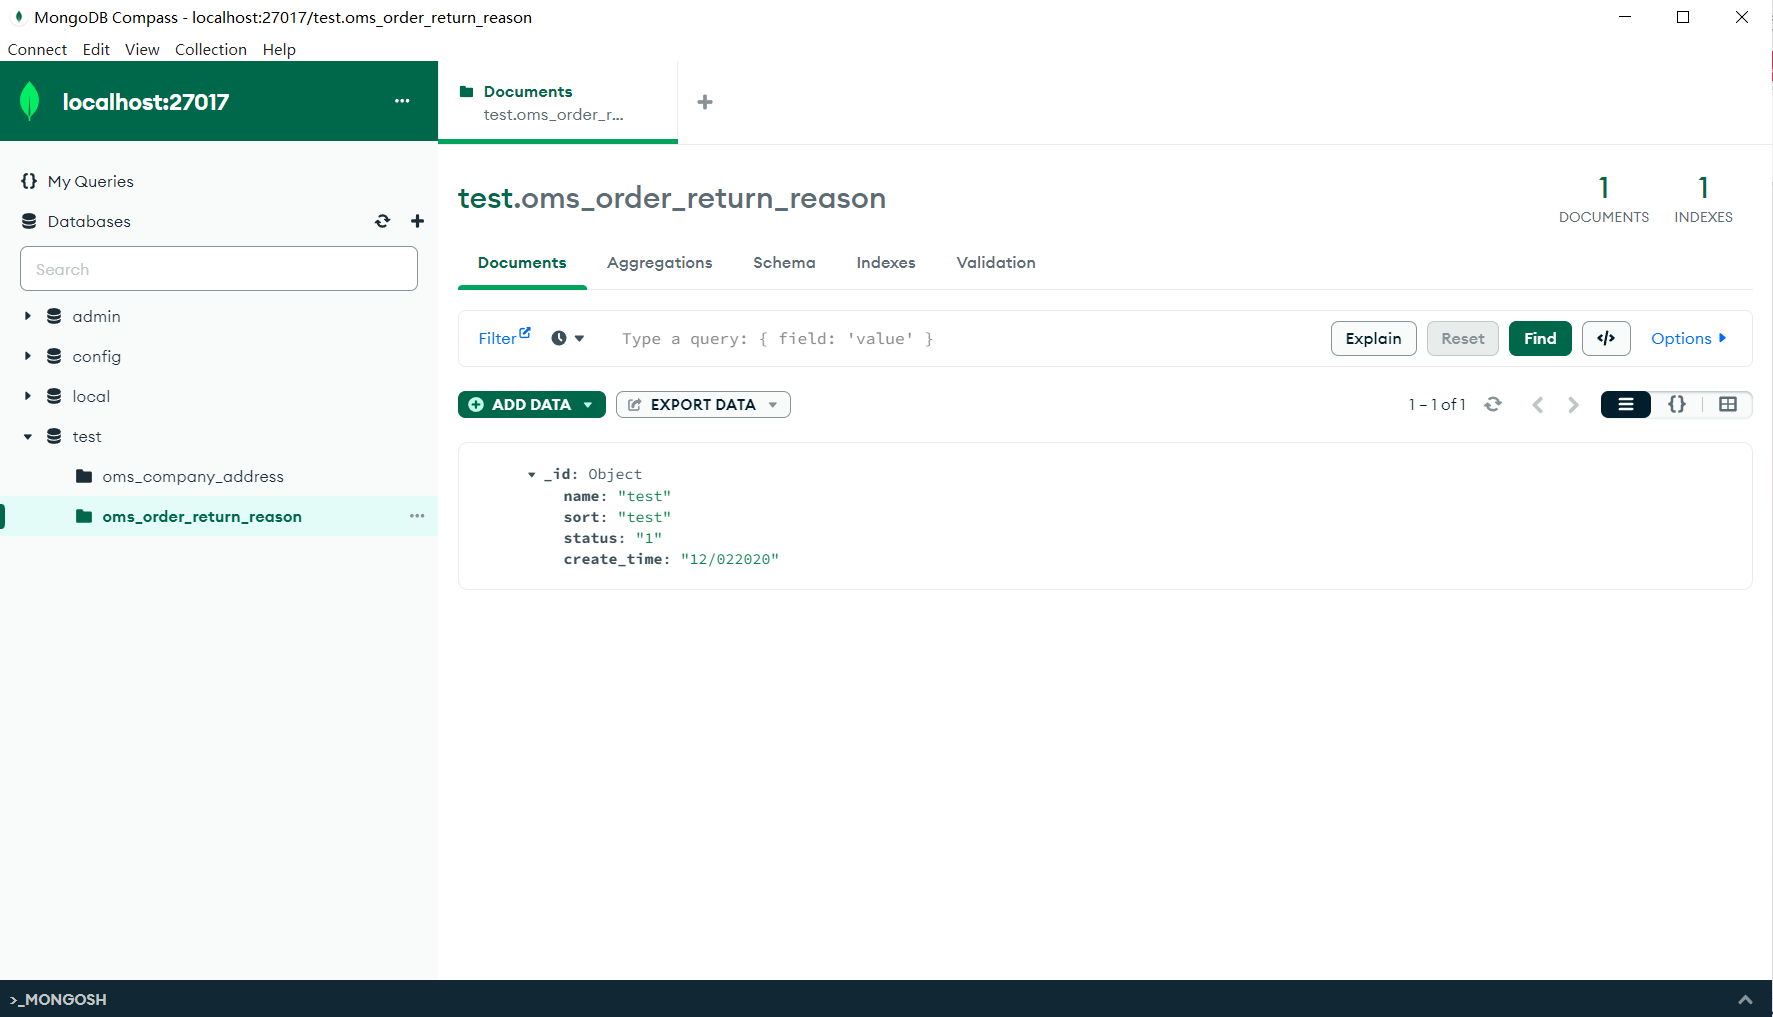 MongoDB Compass - localhost:27017/test.oms_order_return_reason
Connect Edit View Collection Help
localhost:27017
Documents
test.oms_order_r...
{} My Queries
Databases
Search
admin
config
local
test
oms_company_address
oms_order_return_reason
test.oms_order_return_reason
1 DOCUMENTS
1 INDEXES
Documents Aggregations Schema Indexes Validation
Filter Type a query: { field: 'value' } Explain Reset Find </> Options
ADD DATA EXPORT DATA 1 – 1 of 1 {}
_id: Object
name: "test"
sort: "test"
status: "1"
create_time: "12/022020"
>_MONGOSH